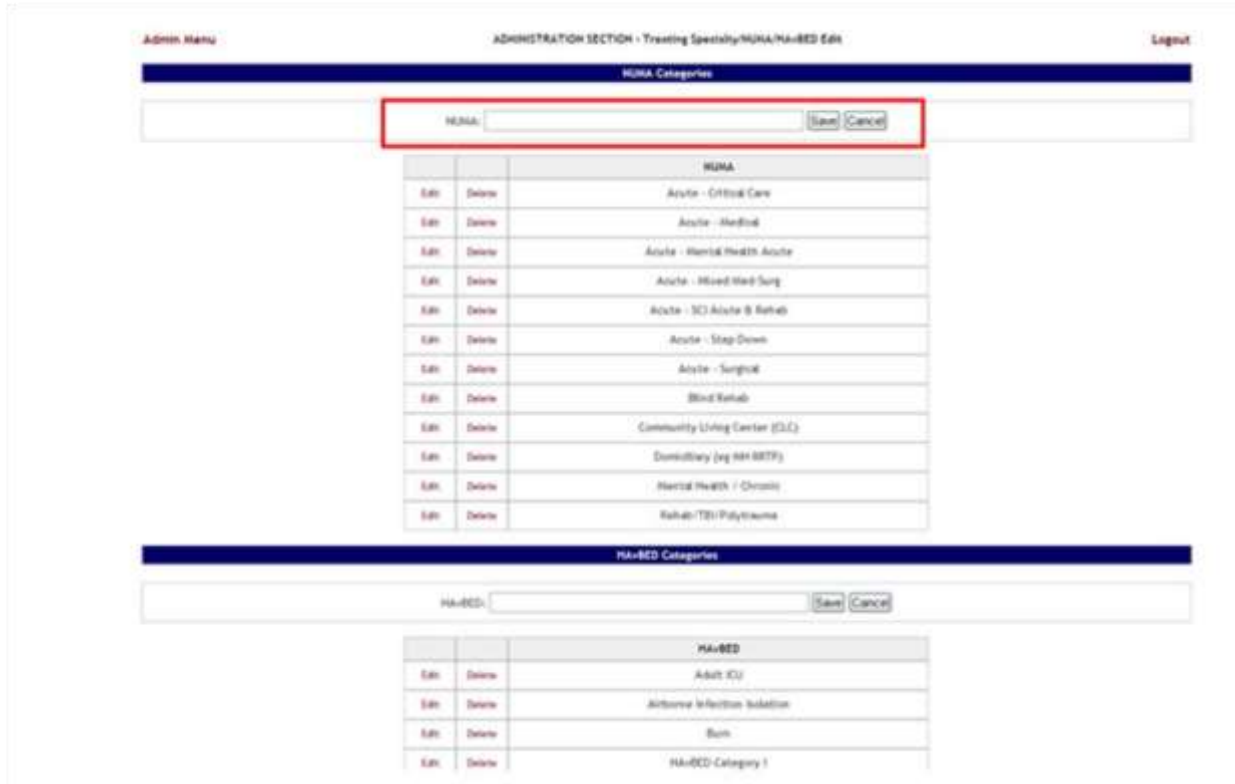 Admin Menu ADMINISTRATION SECTION - Treating Specialty/NUMA/HAvBED Edit Logout
NUMA Categories
NUMA: Save Cancel
NUMA
Edit Delete Acute - Critical Care
Edit Delete Acute - Medical
Edit Delete Acute - Mental Health Acute
Edit Delete Acute - Mixed Med-Surg
Edit Delete Acute - SCI Acute & Rehab
Edit Delete Acute - Step Down
Edit Delete Acute - Surgical
Edit Delete Blind Rehab
Edit Delete Community Living Center (CLC)
Edit Delete Domiciliary (eg MH RRTP)
Edit Delete Mental Health / Chronic
Edit Delete Rehab/TBI/Polytrauma
HAvBED Categories
HAvBED: Save Cancel
HAvBED
Edit Delete Adult ICU
Edit Delete Airborne Infection Isolation
Edit Delete Burn
Edit Delete HAvBED Category 1